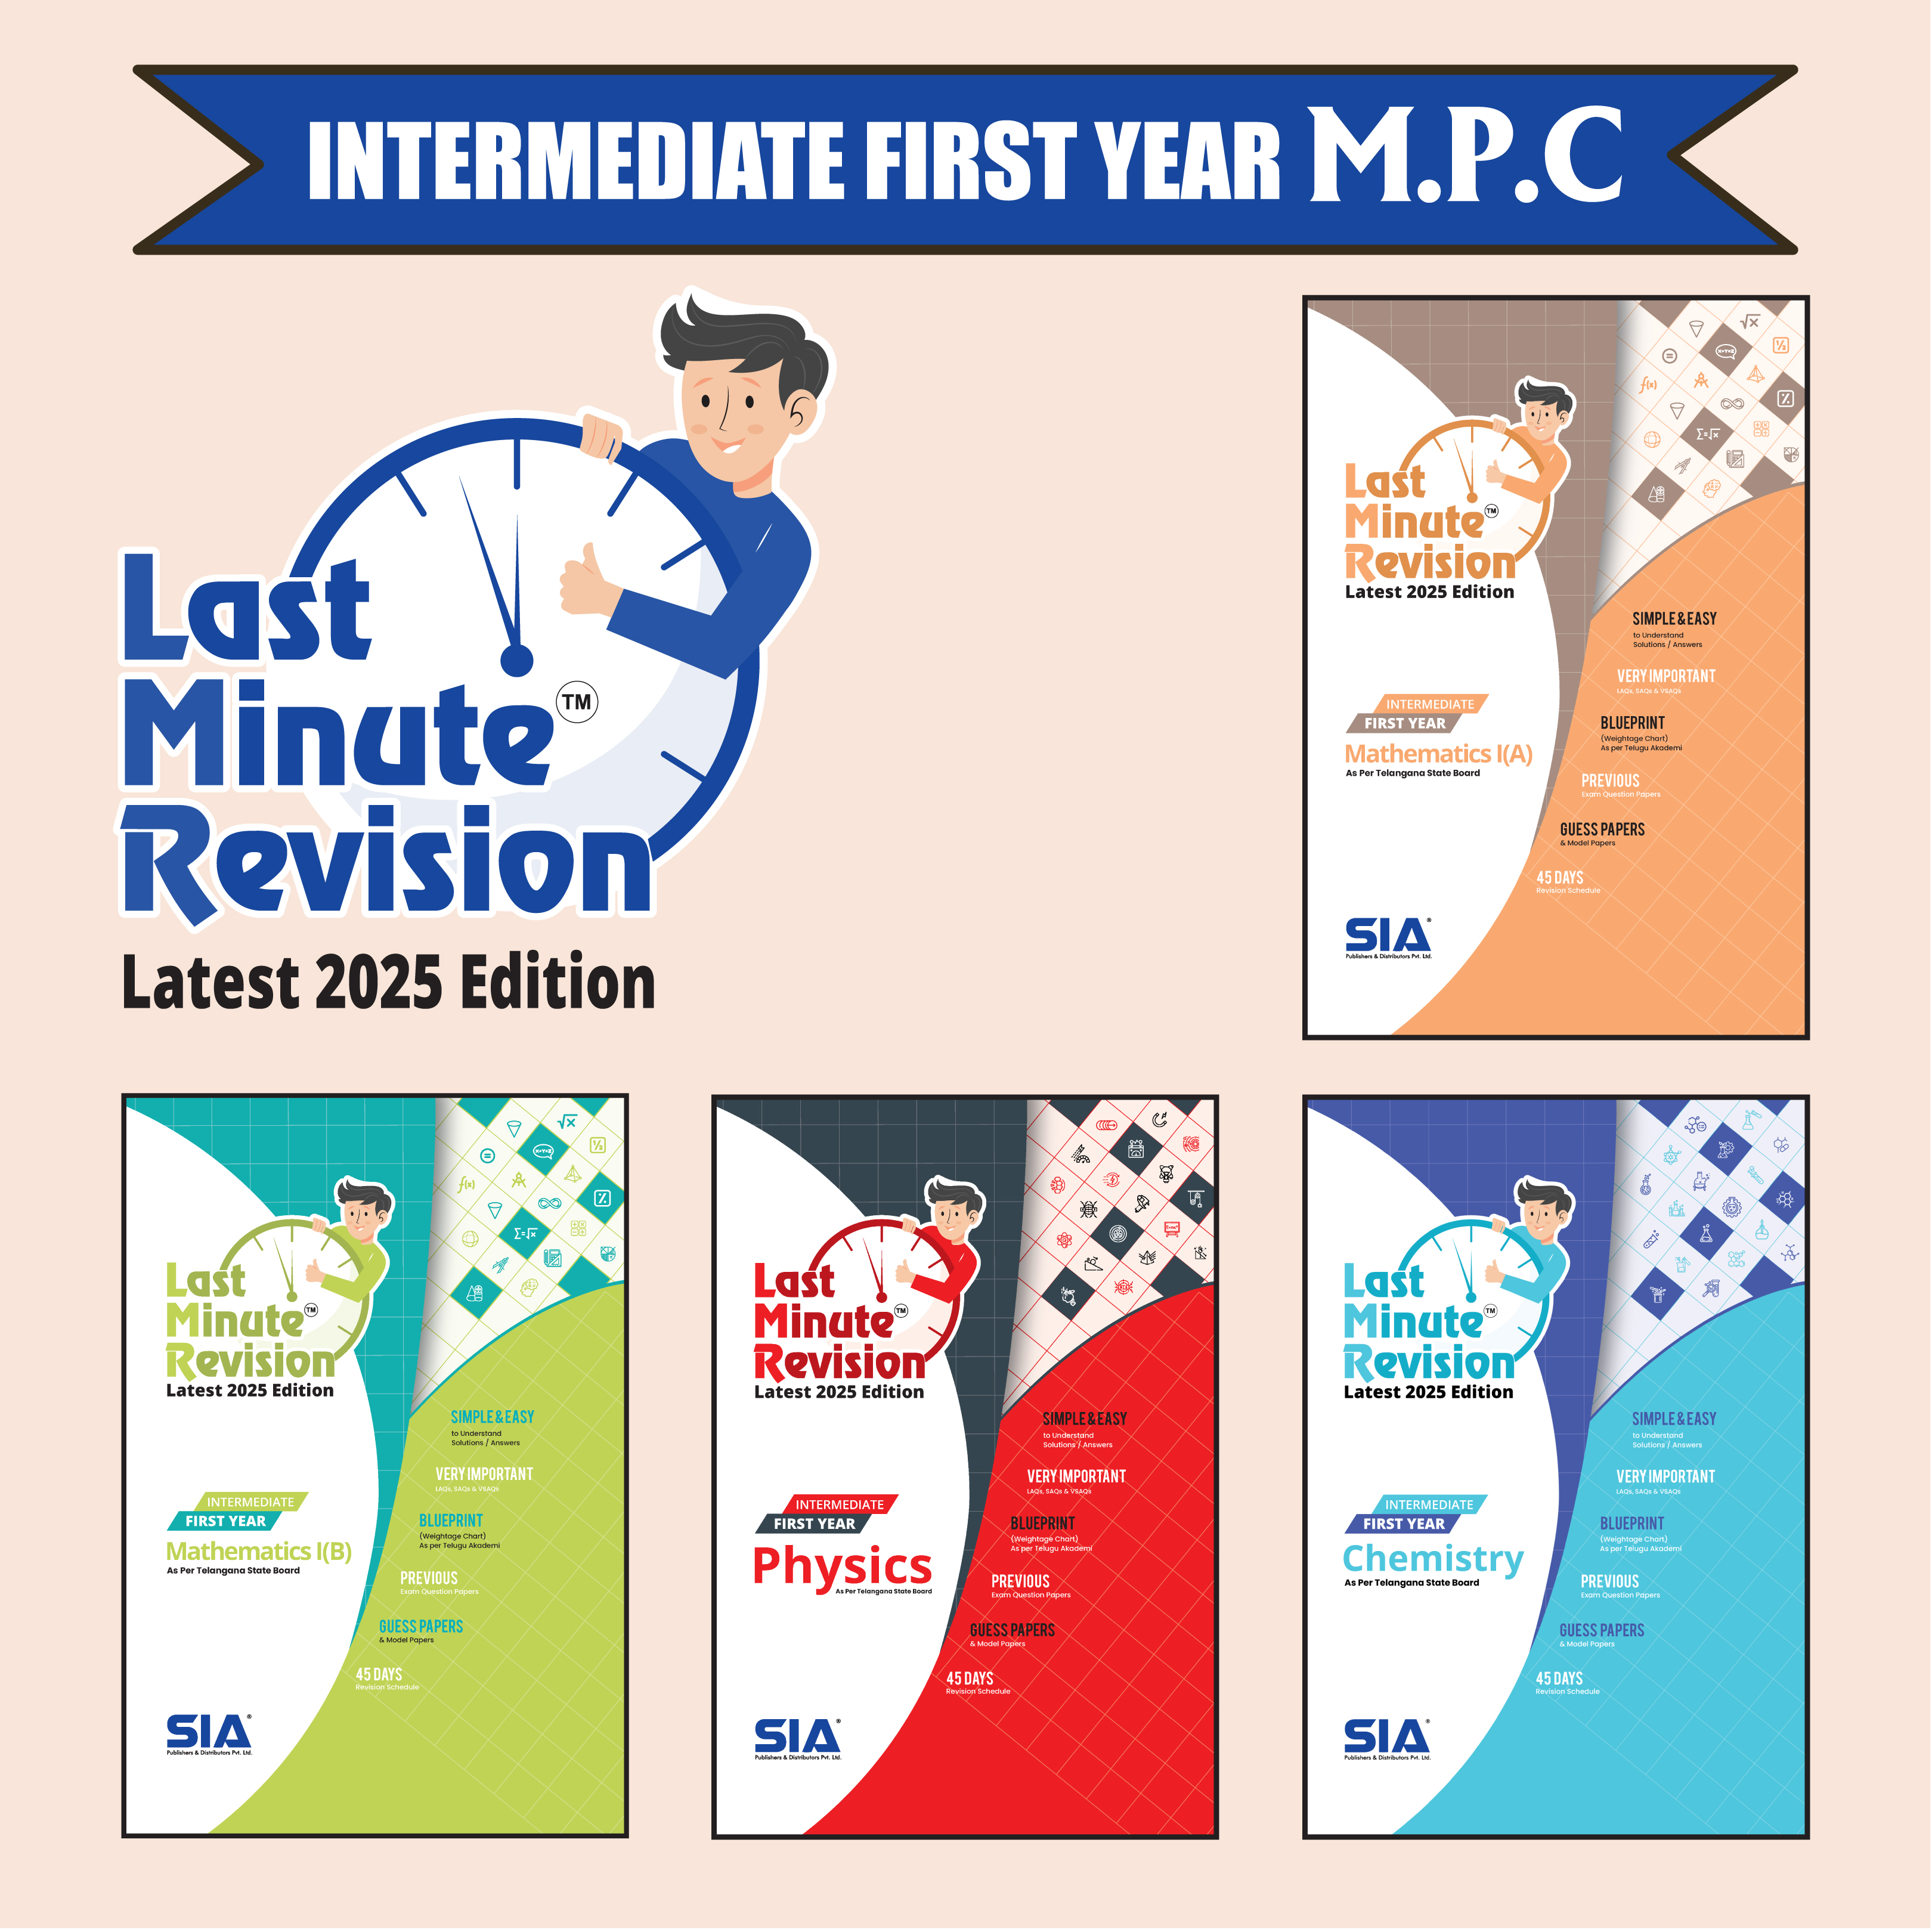 INTERMEDIATE FIRST YEAR M.P.C
Last
Minute TM
Revision
Latest 2025 Edition
Last
Minute TM
Revision
Latest 2025 Edition
INTERMEDIATE
FIRST YEAR
Mathematics I(A)
As Per Telangana State Board
SIMPLE & EASY
to Understand
Solutions / Answers
VERY IMPORTANT
LAQs, SAQs & VSAQs
BLUEPRINT
(Weightage Chart)
As per Telugu Akademi
PREVIOUS
Exam Question Papers
GUESS PAPERS
& Model Papers
45 DAYS
Revision Schedule
SIA®
Publishers & Distributors Pvt. Ltd.
Last
Minute TM
Revision
Latest 2025 Edition
INTERMEDIATE
FIRST YEAR
Mathematics I(B)
As Per Telangana State Board
SIMPLE & EASY
to Understand
Solutions / Answers
VERY IMPORTANT
LAQs, SAQs & VSAQs
BLUEPRINT
(Weightage Chart)
As per Telugu Akademi
PREVIOUS
Exam Question Papers
GUESS PAPERS
& Model Papers
45 DAYS
Revision Schedule
SIA®
Publishers & Distributors Pvt. Ltd.
Last
Minute TM
Revision
Latest 2025 Edition
INTERMEDIATE
FIRST YEAR
Physics
As Per Telangana State Board
SIMPLE & EASY
to Understand
Solutions / Answers
VERY IMPORTANT
LAQs, SAQs & VSAQs
BLUEPRINT
(Weightage Chart)
As per Telugu Akademi
PREVIOUS
Exam Question Papers
GUESS PAPERS
& Model Papers
45 DAYS
Revision Schedule
SIA®
Publishers & Distributors Pvt. Ltd.
Last
Minute TM
Revision
Latest 2025 Edition
INTERMEDIATE
FIRST YEAR
Chemistry
As Per Telangana State Board
SIMPLE & EASY
to Understand
Solutions / Answers
VERY IMPORTANT
LAQs, SAQs & VSAQs
BLUEPRINT
(Weightage Chart)
As per Telugu Akademi
PREVIOUS
Exam Question Papers
GUESS PAPERS
& Model Papers
45 DAYS
Revision Schedule
SIA®
Publishers & Distributors Pvt. Ltd.